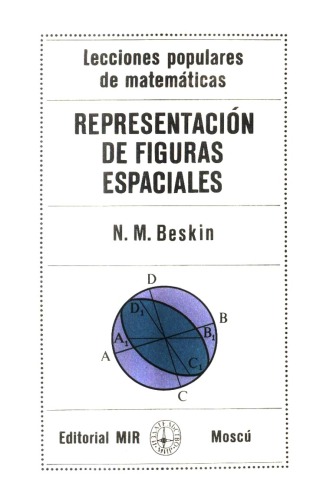 Lecciones populares
de matemáticas
REPRESENTACIÓN
DE FIGURAS
ESPACIALES
N. M. Beskin
D
D₁
B
A₁
B₁
A
C₁
C
Editorial MIR
Moscú